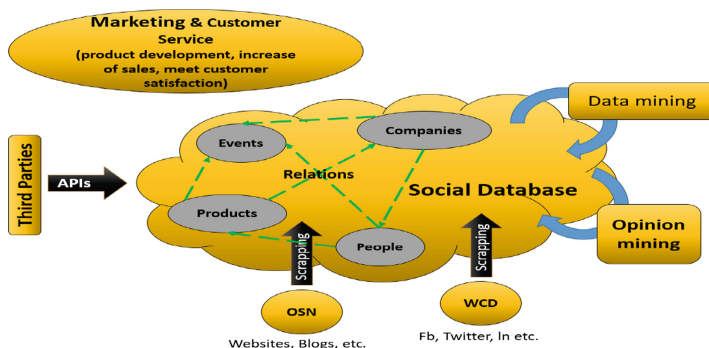 Marketing & Customer
Service
(product development, increase
of sales, meet customer
satisfaction)
Data mining
Companies
Events
Third Parties
APIs
Relations
Social Database
Products
People
Opinion
mining
Scrapping
Scrapping
OSN
WCD
Websites, Blogs, etc.
Fb, Twitter, ln etc.